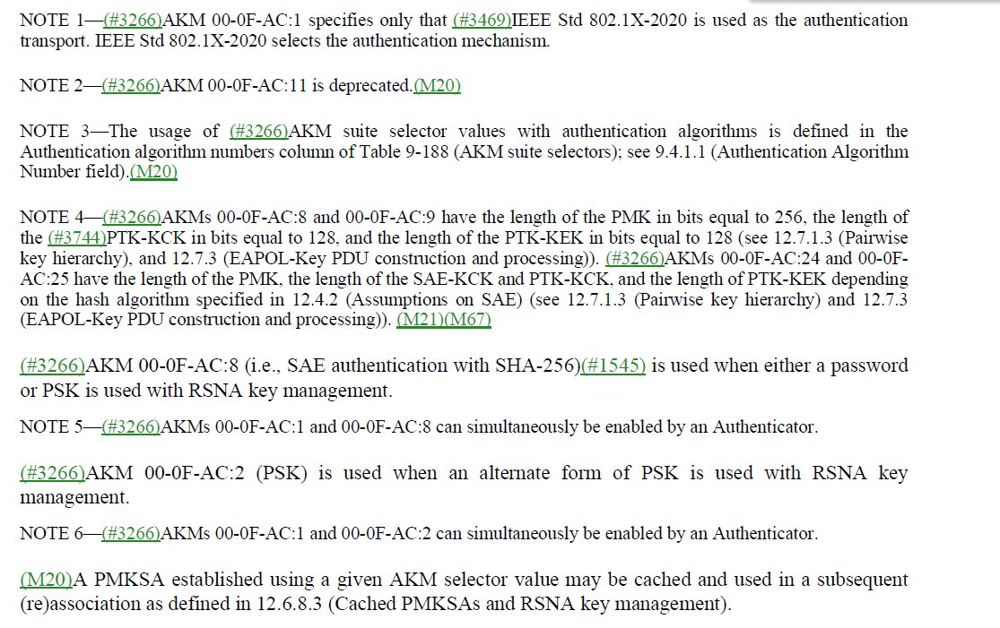 NOTE 1—(#3266)AKM 00-0F-AC:1 specifies only that (#3469)IEEE Std 802.1X-2020 is used as the authentication
transport. IEEE Std 802.1X-2020 selects the authentication mechanism.
NOTE 2—(#3266)AKM 00-0F-AC:11 is deprecated.(M20)
NOTE 3—The usage of (#3266)AKM suite selector values with authentication algorithms is defined in the
Authentication algorithm numbers column of Table 9-188 (AKM suite selectors); see 9.4.1.1 (Authentication Algorithm
Number field).(M20)
NOTE 4—(#3266)AKMs 00-0F-AC:8 and 00-0F-AC:9 have the length of the PMK in bits equal to 256, the length of
the (#3744)PTK-KCK in bits equal to 128, and the length of the PTK-KEK in bits equal to 128 (see 12.7.1.3 (Pairwise
key hierarchy), and 12.7.3 (EAPOL-Key PDU construction and processing)). (#3266)AKMs 00-0F-AC:24 and 00-0F-
AC:25 have the length of the PMK, the length of the SAE-KCK and PTK-KCK, and the length of PTK-KEK depending
on the hash algorithm specified in 12.4.2 (Assumptions on SAE) (see 12.7.1.3 (Pairwise key hierarchy) and 12.7.3
(EAPOL-Key PDU construction and processing)). (M21)(M67)
(#3266)AKM 00-0F-AC:8 (i.e., SAE authentication with SHA-256)(#1545) is used when either a password
or PSK is used with RSNA key management.
NOTE 5—(#3266)AKMs 00-0F-AC:1 and 00-0F-AC:8 can simultaneously be enabled by an Authenticator.
(#3266)AKM 00-0F-AC:2 (PSK) is used when an alternate form of PSK is used with RSNA key
management.
NOTE 6—(#3266)AKMs 00-0F-AC:1 and 00-0F-AC:2 can simultaneously be enabled by an Authenticator.
(M20)A PMKSA established using a given AKM selector value may be cached and used in a subsequent
(re)association as defined in 12.6.8.3 (Cached PMKSAs and RSNA key management).